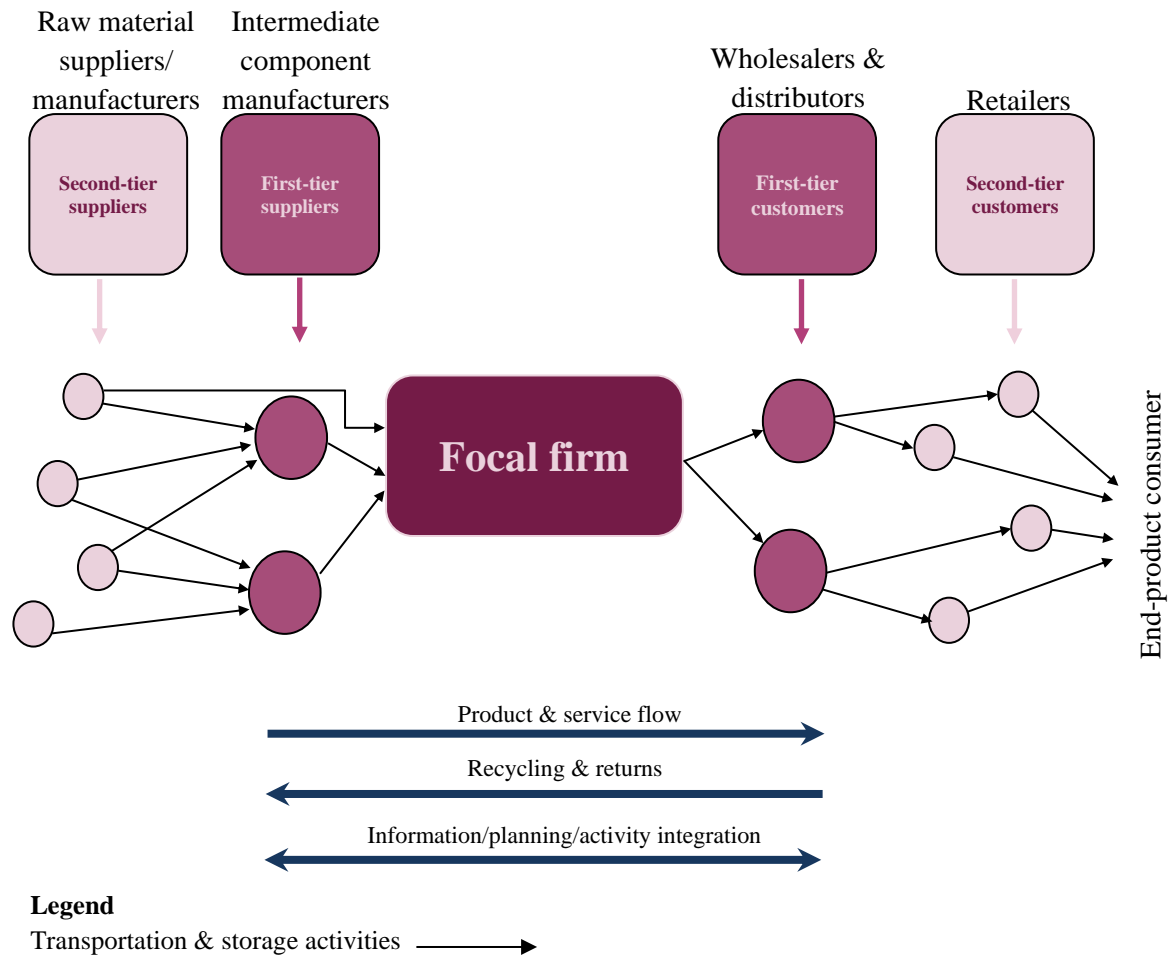 Raw material
suppliers/
manufacturers
Intermediate
component
manufacturers
Wholesalers &
distributors
Retailers
Second-tier
suppliers
First-tier
suppliers
First-tier
customers
Second-tier
customers
Focal firm
End-product consumer
Product & service flow
Recycling & returns
Information/planning/activity integration
Legend
Transportation & storage activities